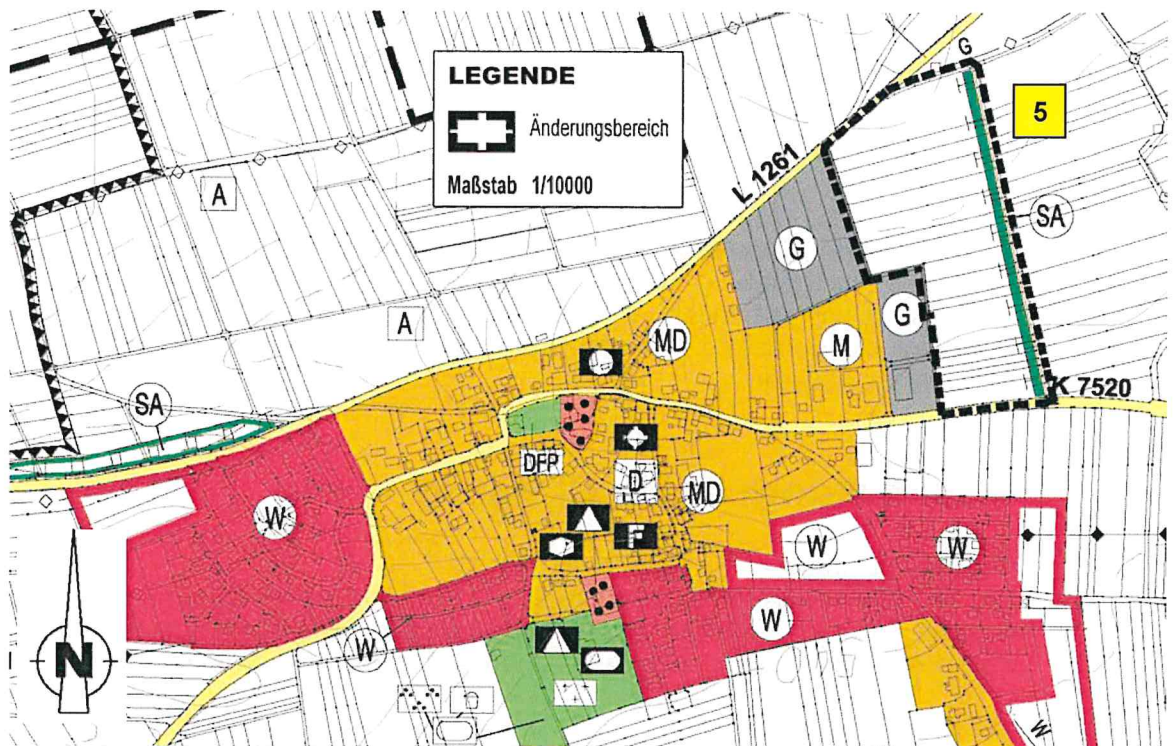 LEGENDE
Änderungsbereich
Maßstab 1/10000
G
5
L 1261
A
SA
G
A
MD
M
G
K 7520
SA
DFP
D
MD
W
F
W
W
W
W
W
N